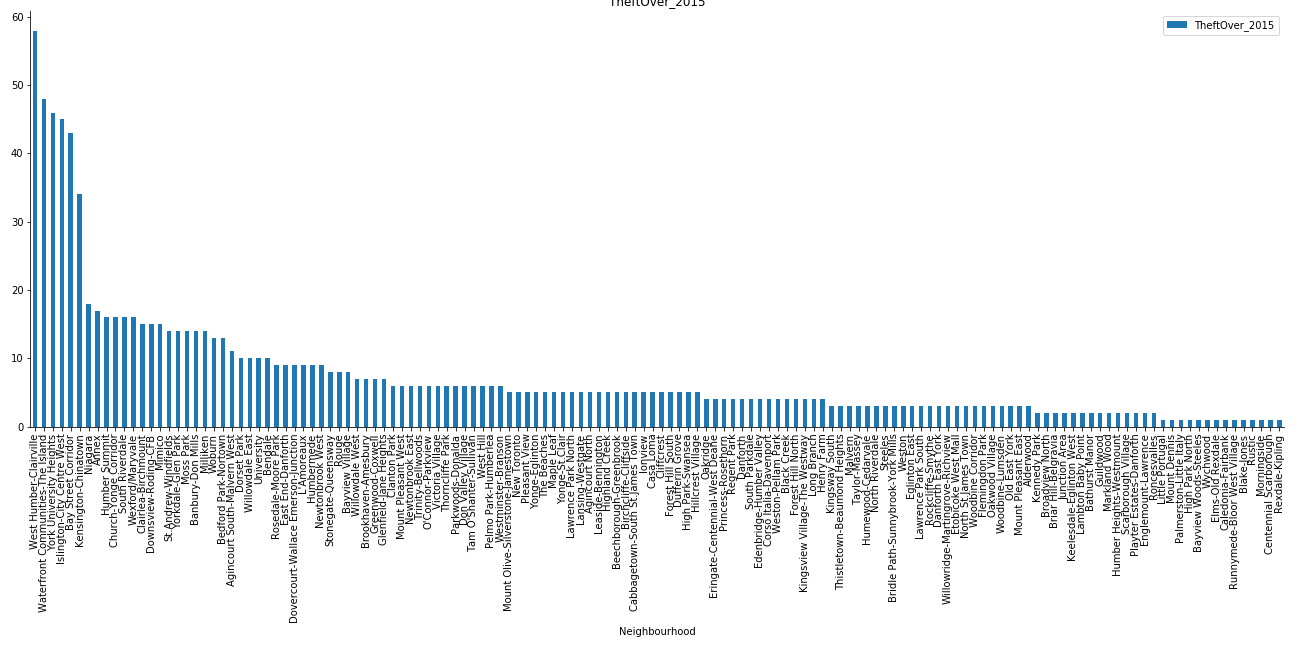 TheftOver_2015
TheftOver_2015
60
50
40
30
20
10
0
West Humber-Clairville
Waterfront Communities-The Island
York University Heights
Islington-City Centre West
Bay Street Corridor
Kensington-Chinatown
Niagara
Annex
Humber Summit
Church-Yonge Corridor
South Riverdale
Wexford/Maryvale
Clairlea-Birchmount
Downsview-Roding-CFB
Mimico
St.Andrew-Windfields
Yorkdale-Glen Park
Moss Park
Banbury-Don Mills
Milliken
Woburn
Bedford Park-Nortown
Agincourt South-Malvern West
Dorset Park
Willowdale East
University
Bendale
Rosedale-Moore Park
East End-Danforth
Dovercourt-Wallace Emerson-Junction
L'Amoreaux
Humbermede
Newtonbrook West
Stonegate-Queensway
Rouge
Bayview Village
Willowdale West
Brookhaven-Amesbury
Greenwood-Coxwell
Glenfield-Jane Heights
Clanton Park
Mount Pleasant West
Newtonbrook East
Trinity-Bellwoods
O'Connor-Parkview
Victoria Village
Thorncliffe Park
Parkwoods-Donalda
Don Valley Village
Tam O'Shanter-Sullivan
West Hill
Pelmo Park-Humberlea
Westminster-Branson
Mount Olive-Silverstone-Jamestown
New Toronto
Pleasant View
Yonge-Eglinton
The Beaches
Maple Leaf
Yonge-St.Clair
Lawrence Park North
Lansing-Westgate
Agincourt North
Leaside-Bennington
Highland Creek
Beechborough-Greenbrook
Birchcliffe-Cliffside
Cabbagetown-South St.James Town
Ionview
Casa Loma
Cliffcrest
Forest Hill South
Dufferin Grove
High Park-Swansea
Hillcrest Village
Oakridge
Eringate-Centennial-West Deane
Princess-Rosethorn
Regent Park
Danforth
South Parkdale
Edenbridge-Humber Valley
Corso Italia-Davenport
Weston-Pellam Park
Black Creek
Forest Hill North
Kingsview Village-The Westway
Long Branch
Henry Farm
Kingsway South
Thistletown-Beaumond Heights
Malvern
Taylor-Massey
Humewood-Cedarvale
North Riverdale
Steeles
Bridle Path-Sunnybrook-York Mills
Weston
Eglinton East
Lawrence Park South
Rockcliffe-Smythe
Danforth East York
Willowridge-Martingrove-Richview
Etobicoke West Mall
North St.James Town
Woodbine Corridor
Flemingdon Park
Oakwood Village
Woodbine-Lumsden
Old East York
Mount Pleasant East
Alderwood
Kennedy Park
Broadview North
Briar Hill-Belgravia
Junction Area
Keelesdale-Eglinton West
Lambton Baby Point
Bathurst Manor
Guildwood
Markland Wood
Humber Heights-Westmount
Scarborough Village
Playter Estates-Danforth
Englemount-Lawrence
Roncesvalles
Little Portugal
Mount Dennis
Palmerston-Little Italy
High Park North
Bayview Woods-Steeles
Wychwood
Elms-Old Rexdale
Caledonia-Fairbank
Runnymede-Bloor West Village
Blake-Jones
Rustic
Morningside
Centennial Scarborough
Rexdale-Kipling
Neighbourhood